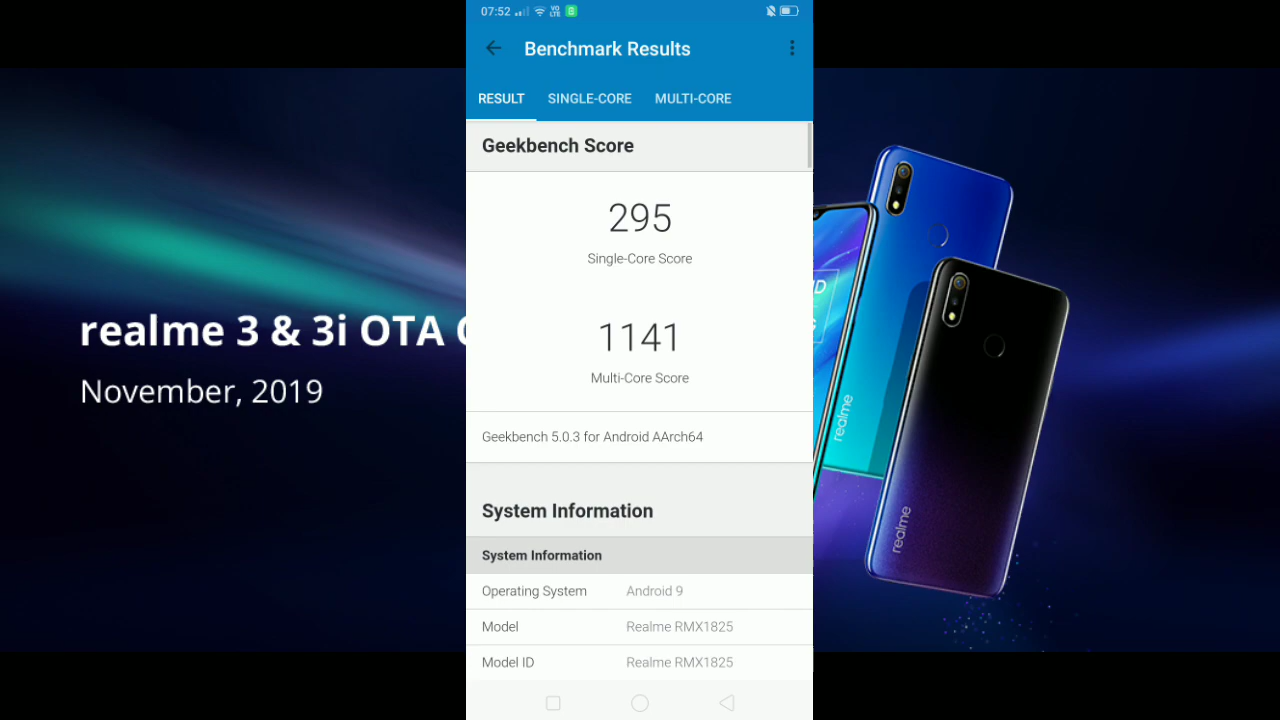 07:52
VO
LTE
Benchmark Results
RESULT SINGLE-CORE MULTI-CORE
Geekbench Score
295
Single-Core Score
1141
Multi-Core Score
Geekbench 5.0.3 for Android AArch64
System Information
System Information
Operating System Android 9
Model Realme RMX1825
Model ID Realme RMX1825
realme 3 & 3i OTA
November, 2019
realme
realme